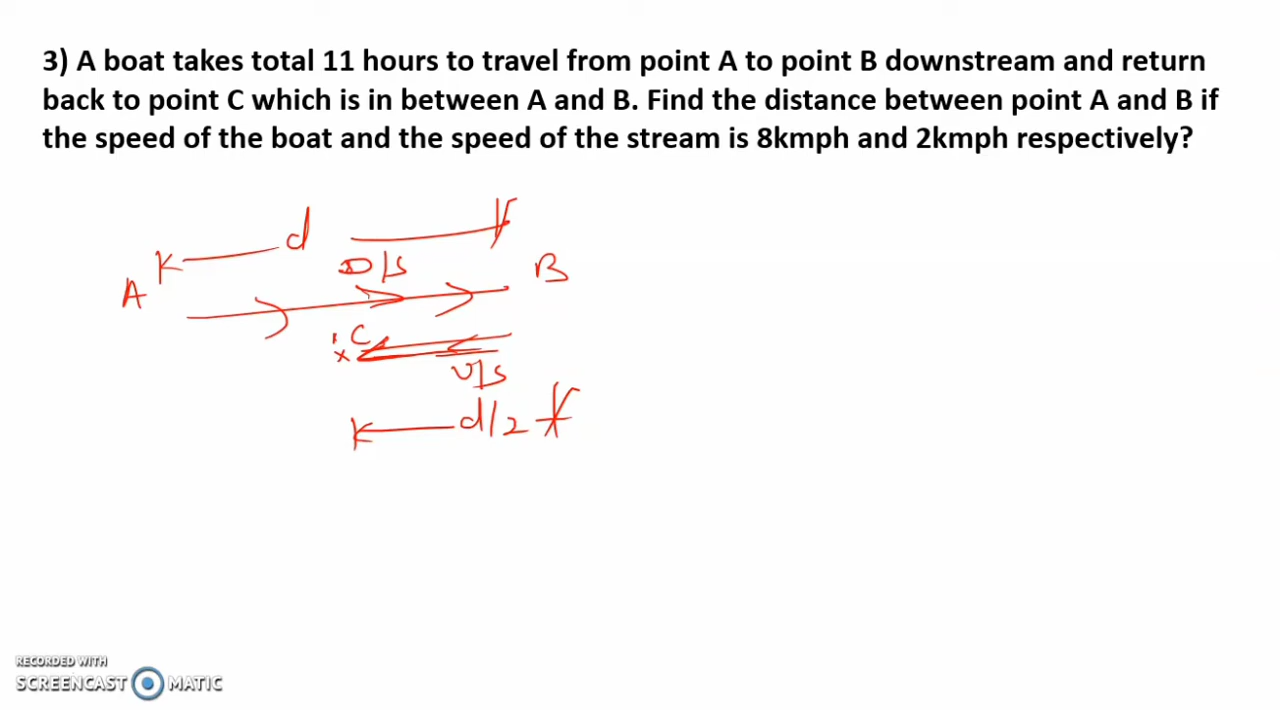 3) A boat takes total 11 hours to travel from point A to point B downstream and return
back to point C which is in between A and B. Find the distance between point A and B if
the speed of the boat and the speed of the stream is 8kmph and 2kmph respectively?
d
D/s
A B
C
U/s
d/2
RECORDED WITH
SCREENCAST MATIC